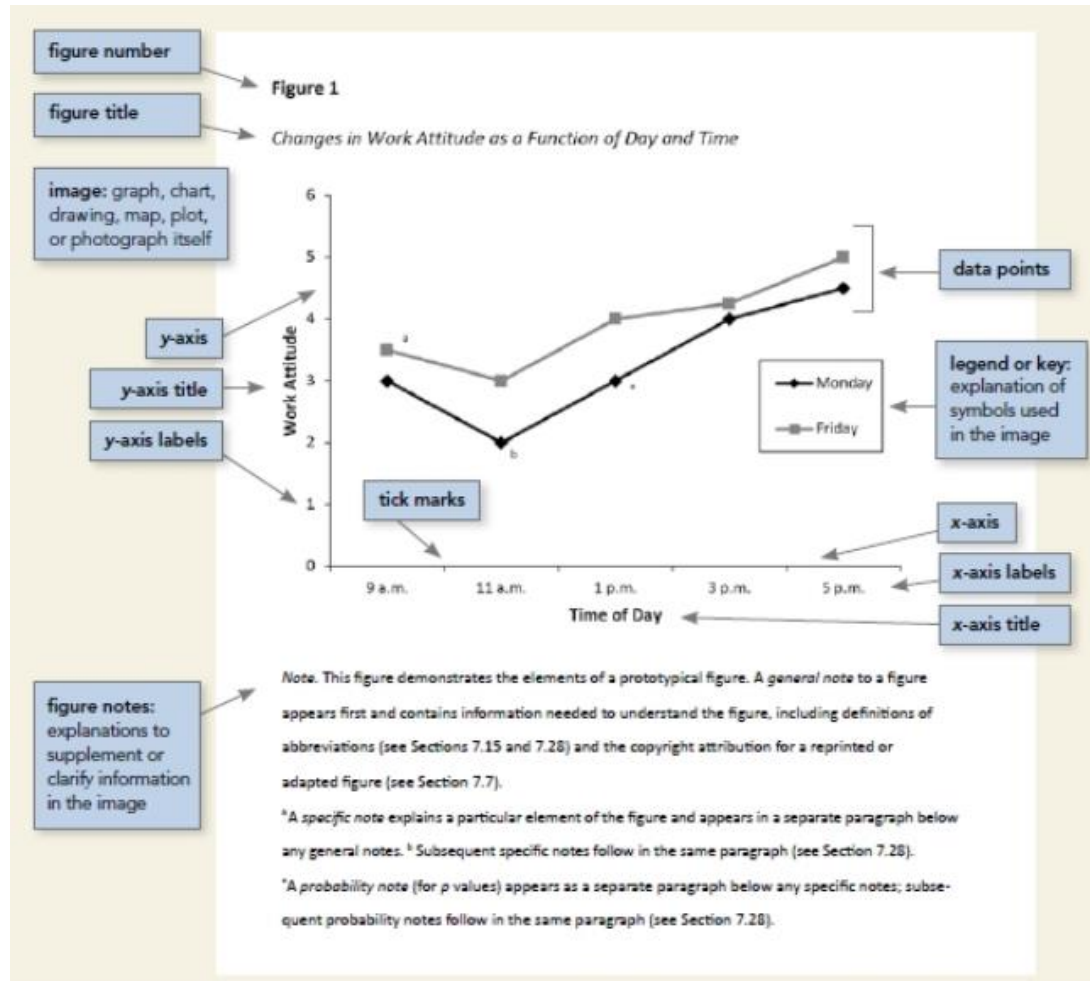 figure number
Figure 1
figure title
Changes in Work Attitude as a Function of Day and Time
image: graph, chart,
drawing, map, plot,
or photograph itself
6
5
4
3
2
1
0
Work Attitude
y-axis
y-axis title
y-axis labels
a
b
*
data points
Monday
Friday
legend or key:
explanation of
symbols used
in the image
tick marks
x-axis
9 a.m. 11 a.m. 1 p.m. 3 p.m. 5 p.m.
x-axis labels
Time of Day
x-axis title
figure notes:
explanations to
supplement or
clarify information
in the image
Note. This figure demonstrates the elements of a prototypical figure. A general note to a figure
appears first and contains information needed to understand the figure, including definitions of
abbreviations (see Sections 7.15 and 7.28) and the copyright attribution for a reprinted or
adapted figure (see Section 7.7).
ᵃA specific note explains a particular element of the figure and appears in a separate paragraph below
any general notes. ᵇ Subsequent specific notes follow in the same paragraph (see Section 7.28).
*A probability note (for p values) appears as a separate paragraph below any specific notes; subse-
quent probability notes follow in the same paragraph (see Section 7.28).